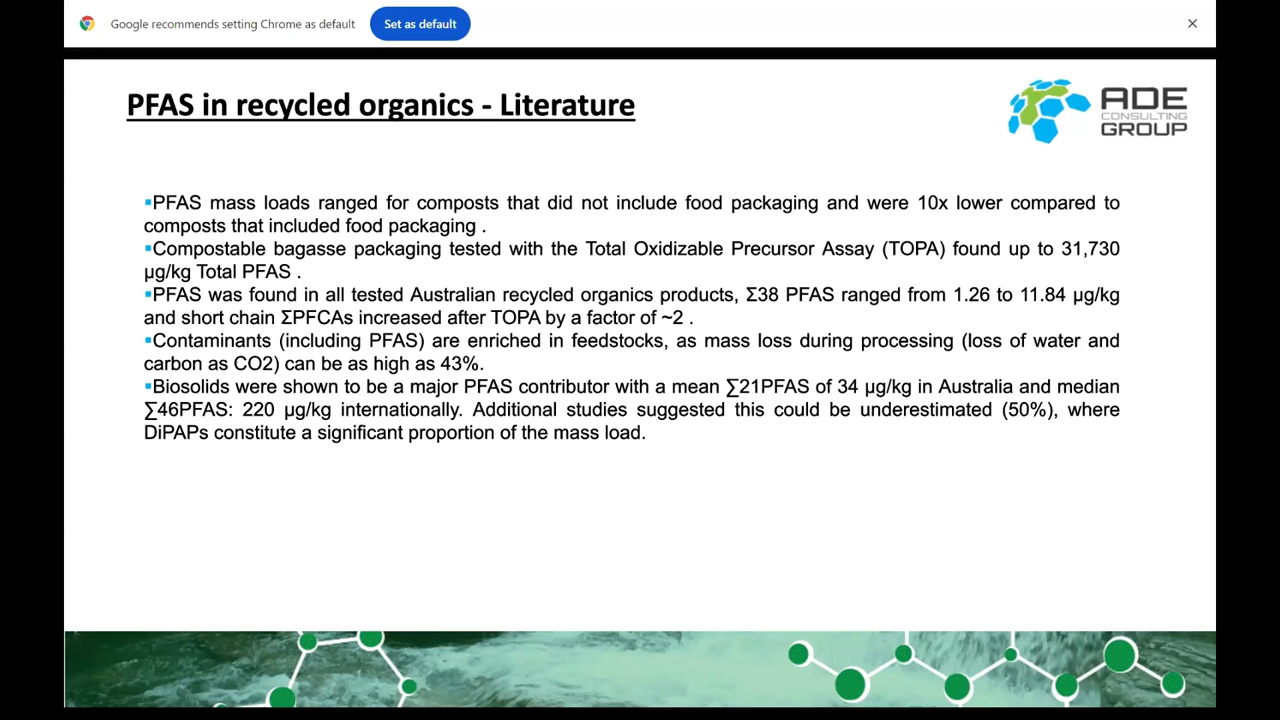 Google recommends setting Chrome as default
Set as default
PFAS in recycled organics - Literature
ADE
CONSULTING
GROUP
▪PFAS mass loads ranged for composts that did not include food packaging and were 10x lower compared to
composts that included food packaging .
▪Compostable bagasse packaging tested with the Total Oxidizable Precursor Assay (TOPA) found up to 31,730
µg/kg Total PFAS .
▪PFAS was found in all tested Australian recycled organics products, Σ38 PFAS ranged from 1.26 to 11.84 µg/kg
and short chain ΣPFCAs increased after TOPA by a factor of ~2 .
▪Contaminants (including PFAS) are enriched in feedstocks, as mass loss during processing (loss of water and
carbon as CO2) can be as high as 43%.
▪Biosolids were shown to be a major PFAS contributor with a mean ∑21PFAS of 34 µg/kg in Australia and median
∑46PFAS: 220 µg/kg internationally. Additional studies suggested this could be underestimated (50%), where
DiPAPs constitute a significant proportion of the mass load.